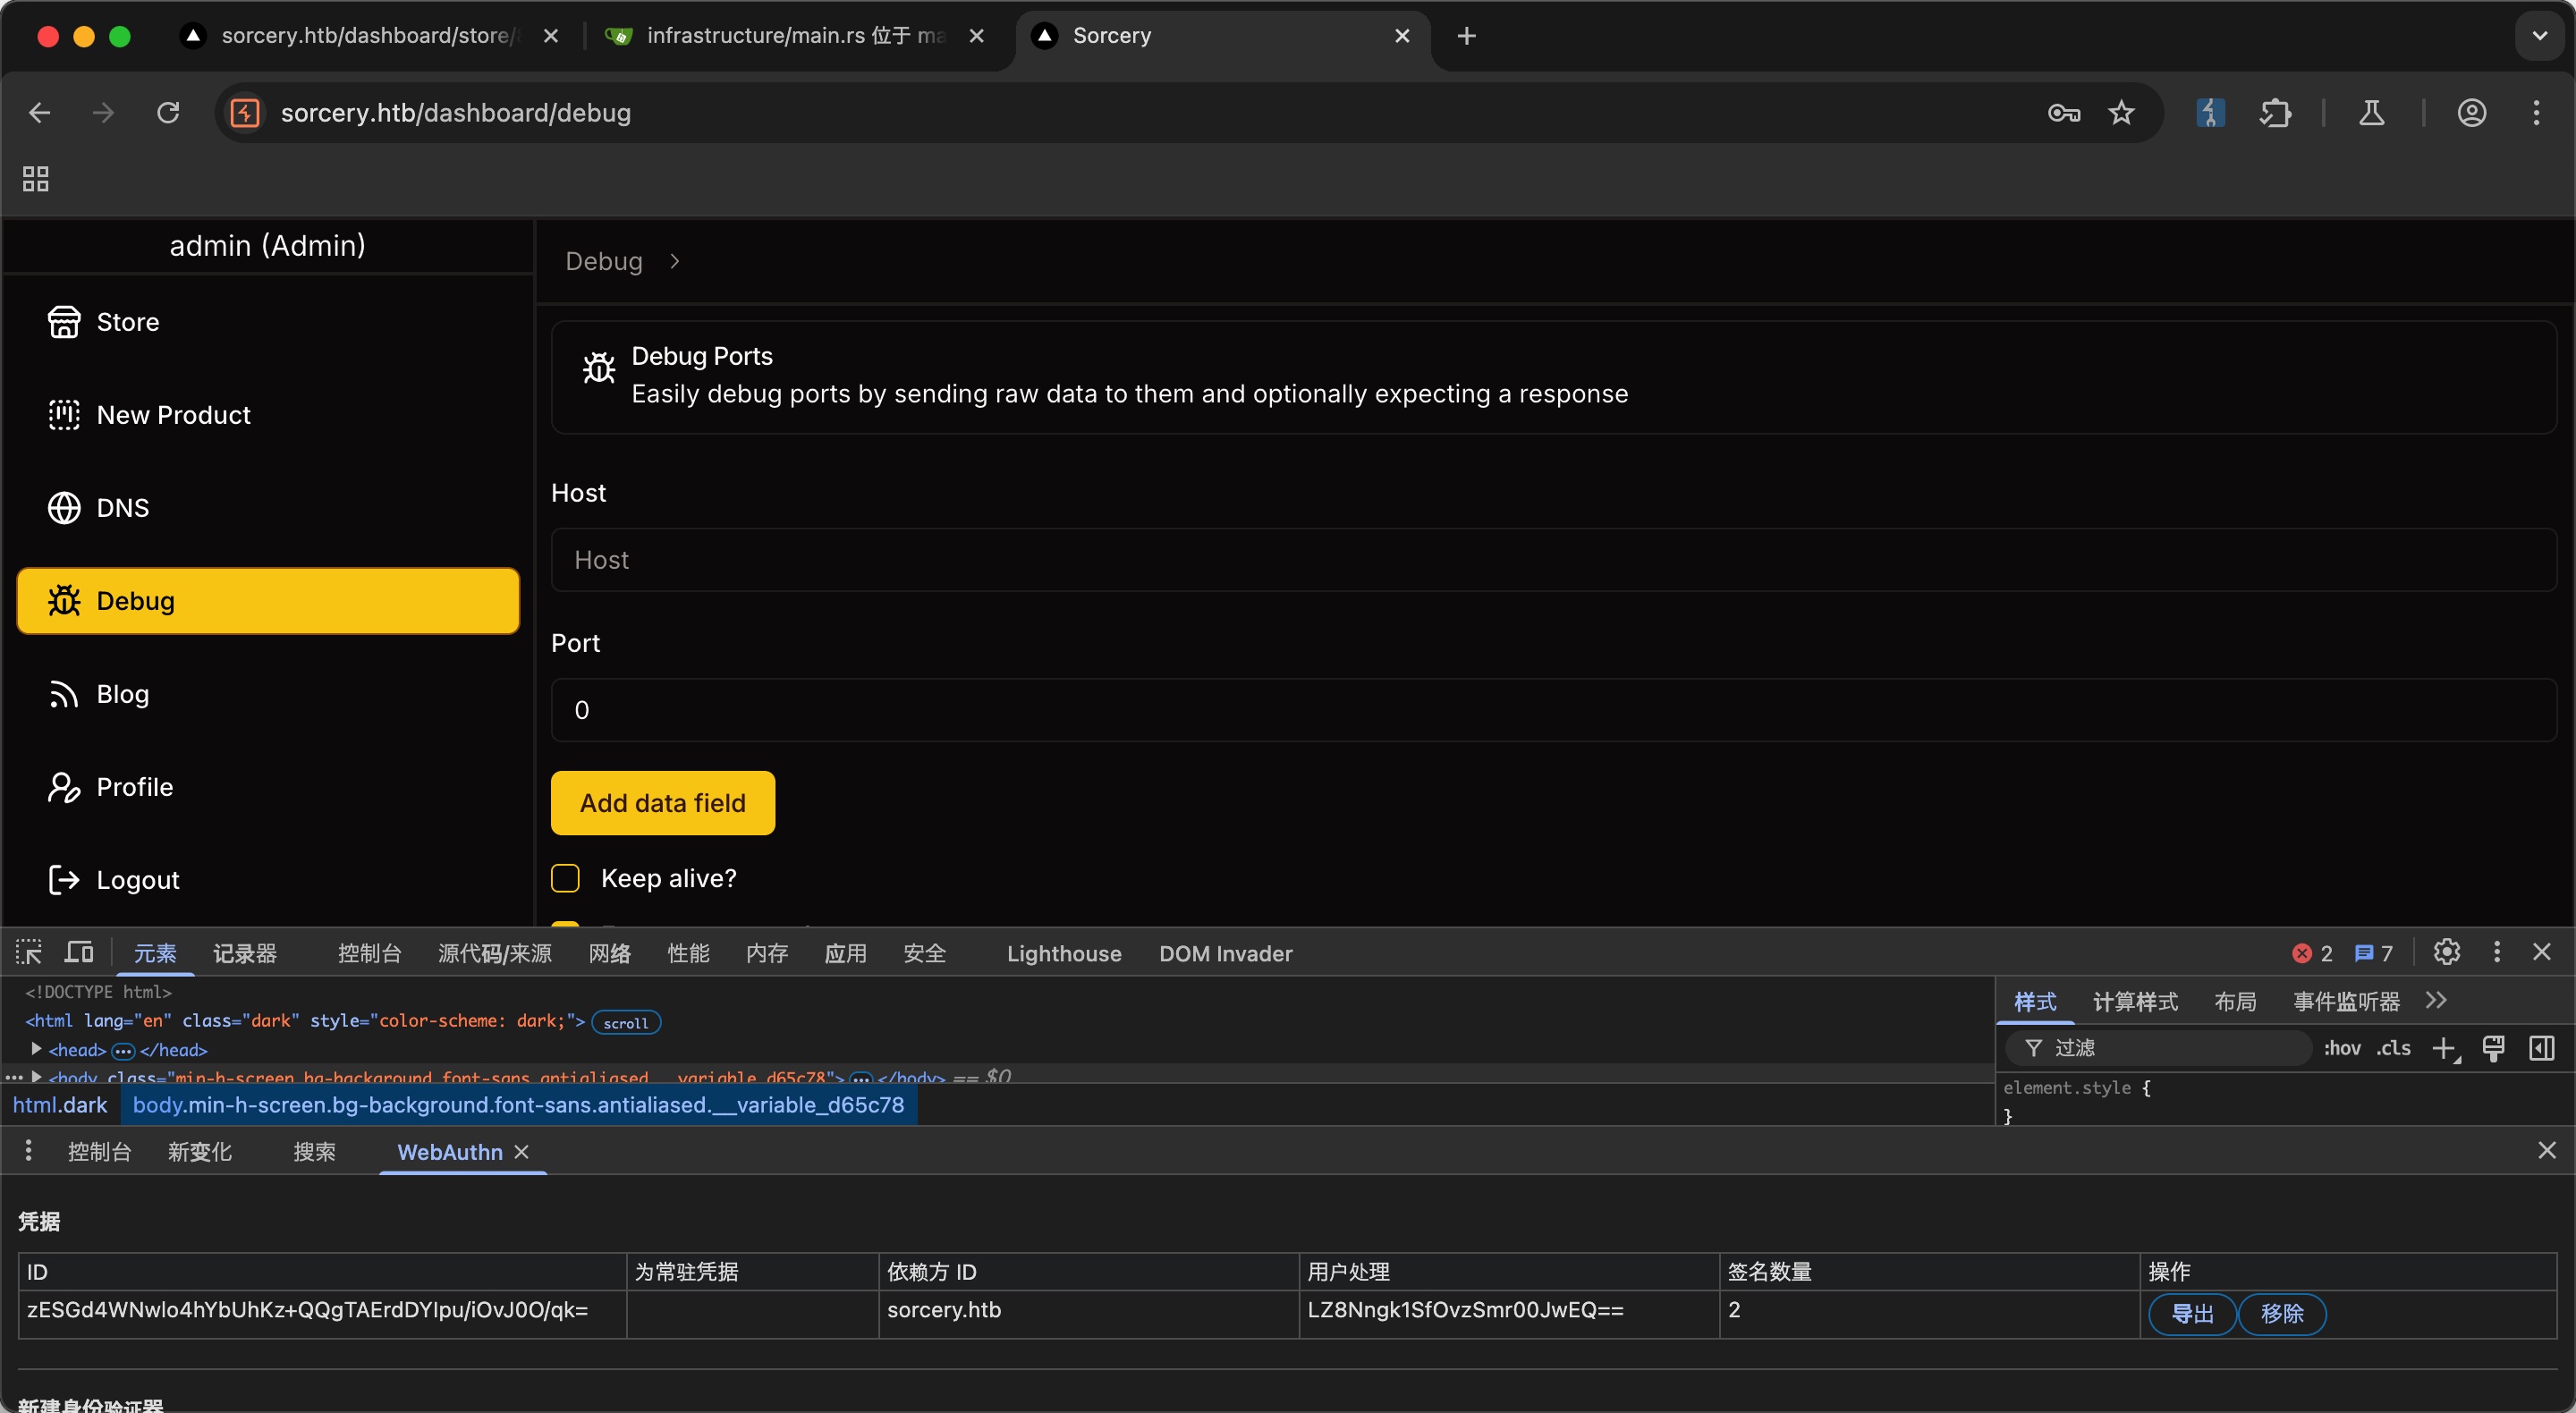 sorcery.htb/dashboard/store/
infrastructure/main.rs 位于 ma
Sorcery
sorcery.htb/dashboard/debug
admin (Admin)
Store
New Product
DNS
Debug
Blog
Profile
Logout
Debug
Debug Ports
Easily debug ports by sending raw data to them and optionally expecting a response
Host
Host
Port
0
Add data field
Keep alive?
元素 记录器 控制台 源代码/来源 网络 性能 内存 应用 安全 Lighthouse DOM Invader 2 7
<!DOCTYPE html>
<html lang="en" class="dark" style="color-scheme: dark;"> scroll
<head> ... </head>
... <body class="min-h-screen bg-background font-sans antialiased __variable_d65c78"> ... </body> == $0
html.dark body.min-h-screen.bg-background.font-sans.antialiased.__variable_d65c78
样式 计算样式 布局 事件监听器
过滤 :hov .cls
element.style {
}
控制台 新变化 搜索 WebAuthn
凭据
ID 为常驻凭据 依赖方 ID 用户处理 签名数量 操作
zESGd4WNwlo4hYbUhKz+QQgTAErdDYIpu/iOvJ0O/qk= sorcery.htb LZ8Nngk1SfOvzSmr00JwEQ== 2 导出 移除
新建身份验证器